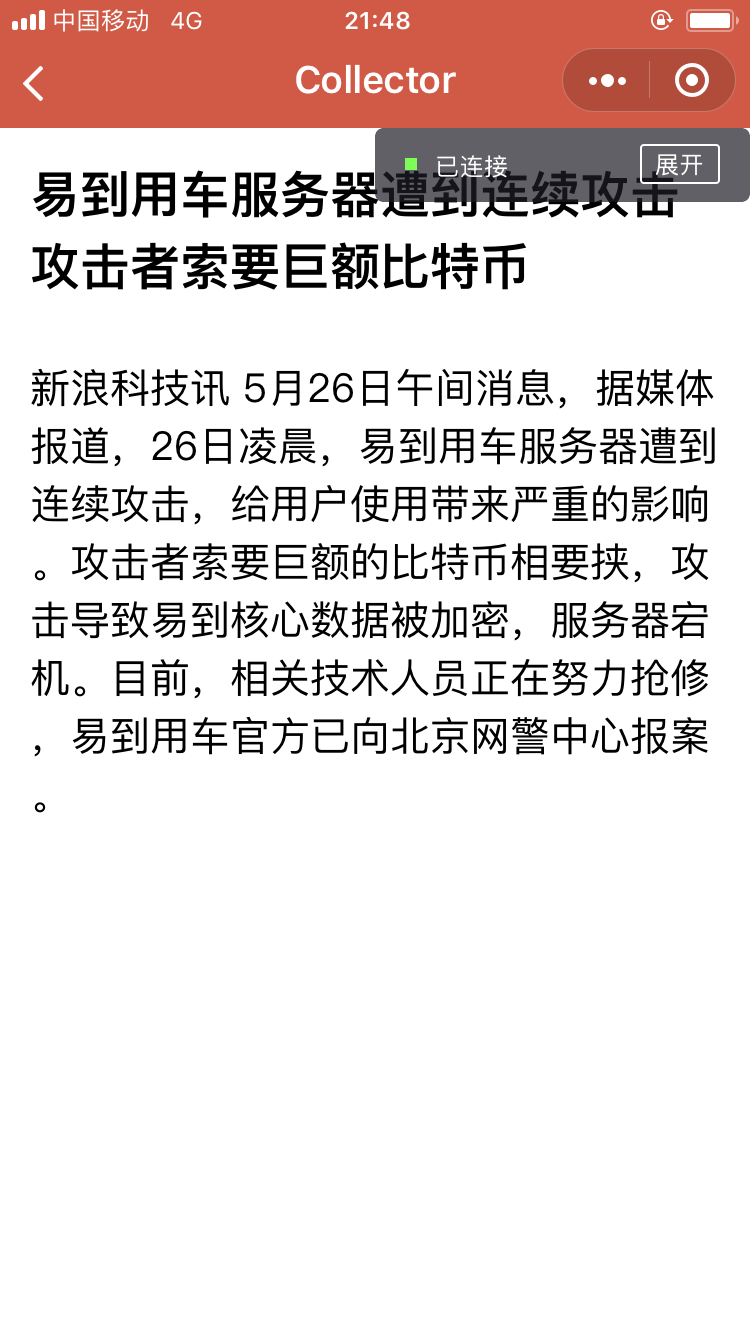 中国移动 4G 21:48
Collector
已连接 展开
易到用车服务器遭到连续攻击
攻击者索要巨额比特币
新浪科技讯 5月26日午间消息，据媒体
报道，26日凌晨，易到用车服务器遭到
连续攻击，给用户使用带来严重的影响
。攻击者索要巨额的比特币相要挟，攻
击导致易到核心数据被加密，服务器宕
机。目前，相关技术人员正在努力抢修
，易到用车官方已向北京网警中心报案
。